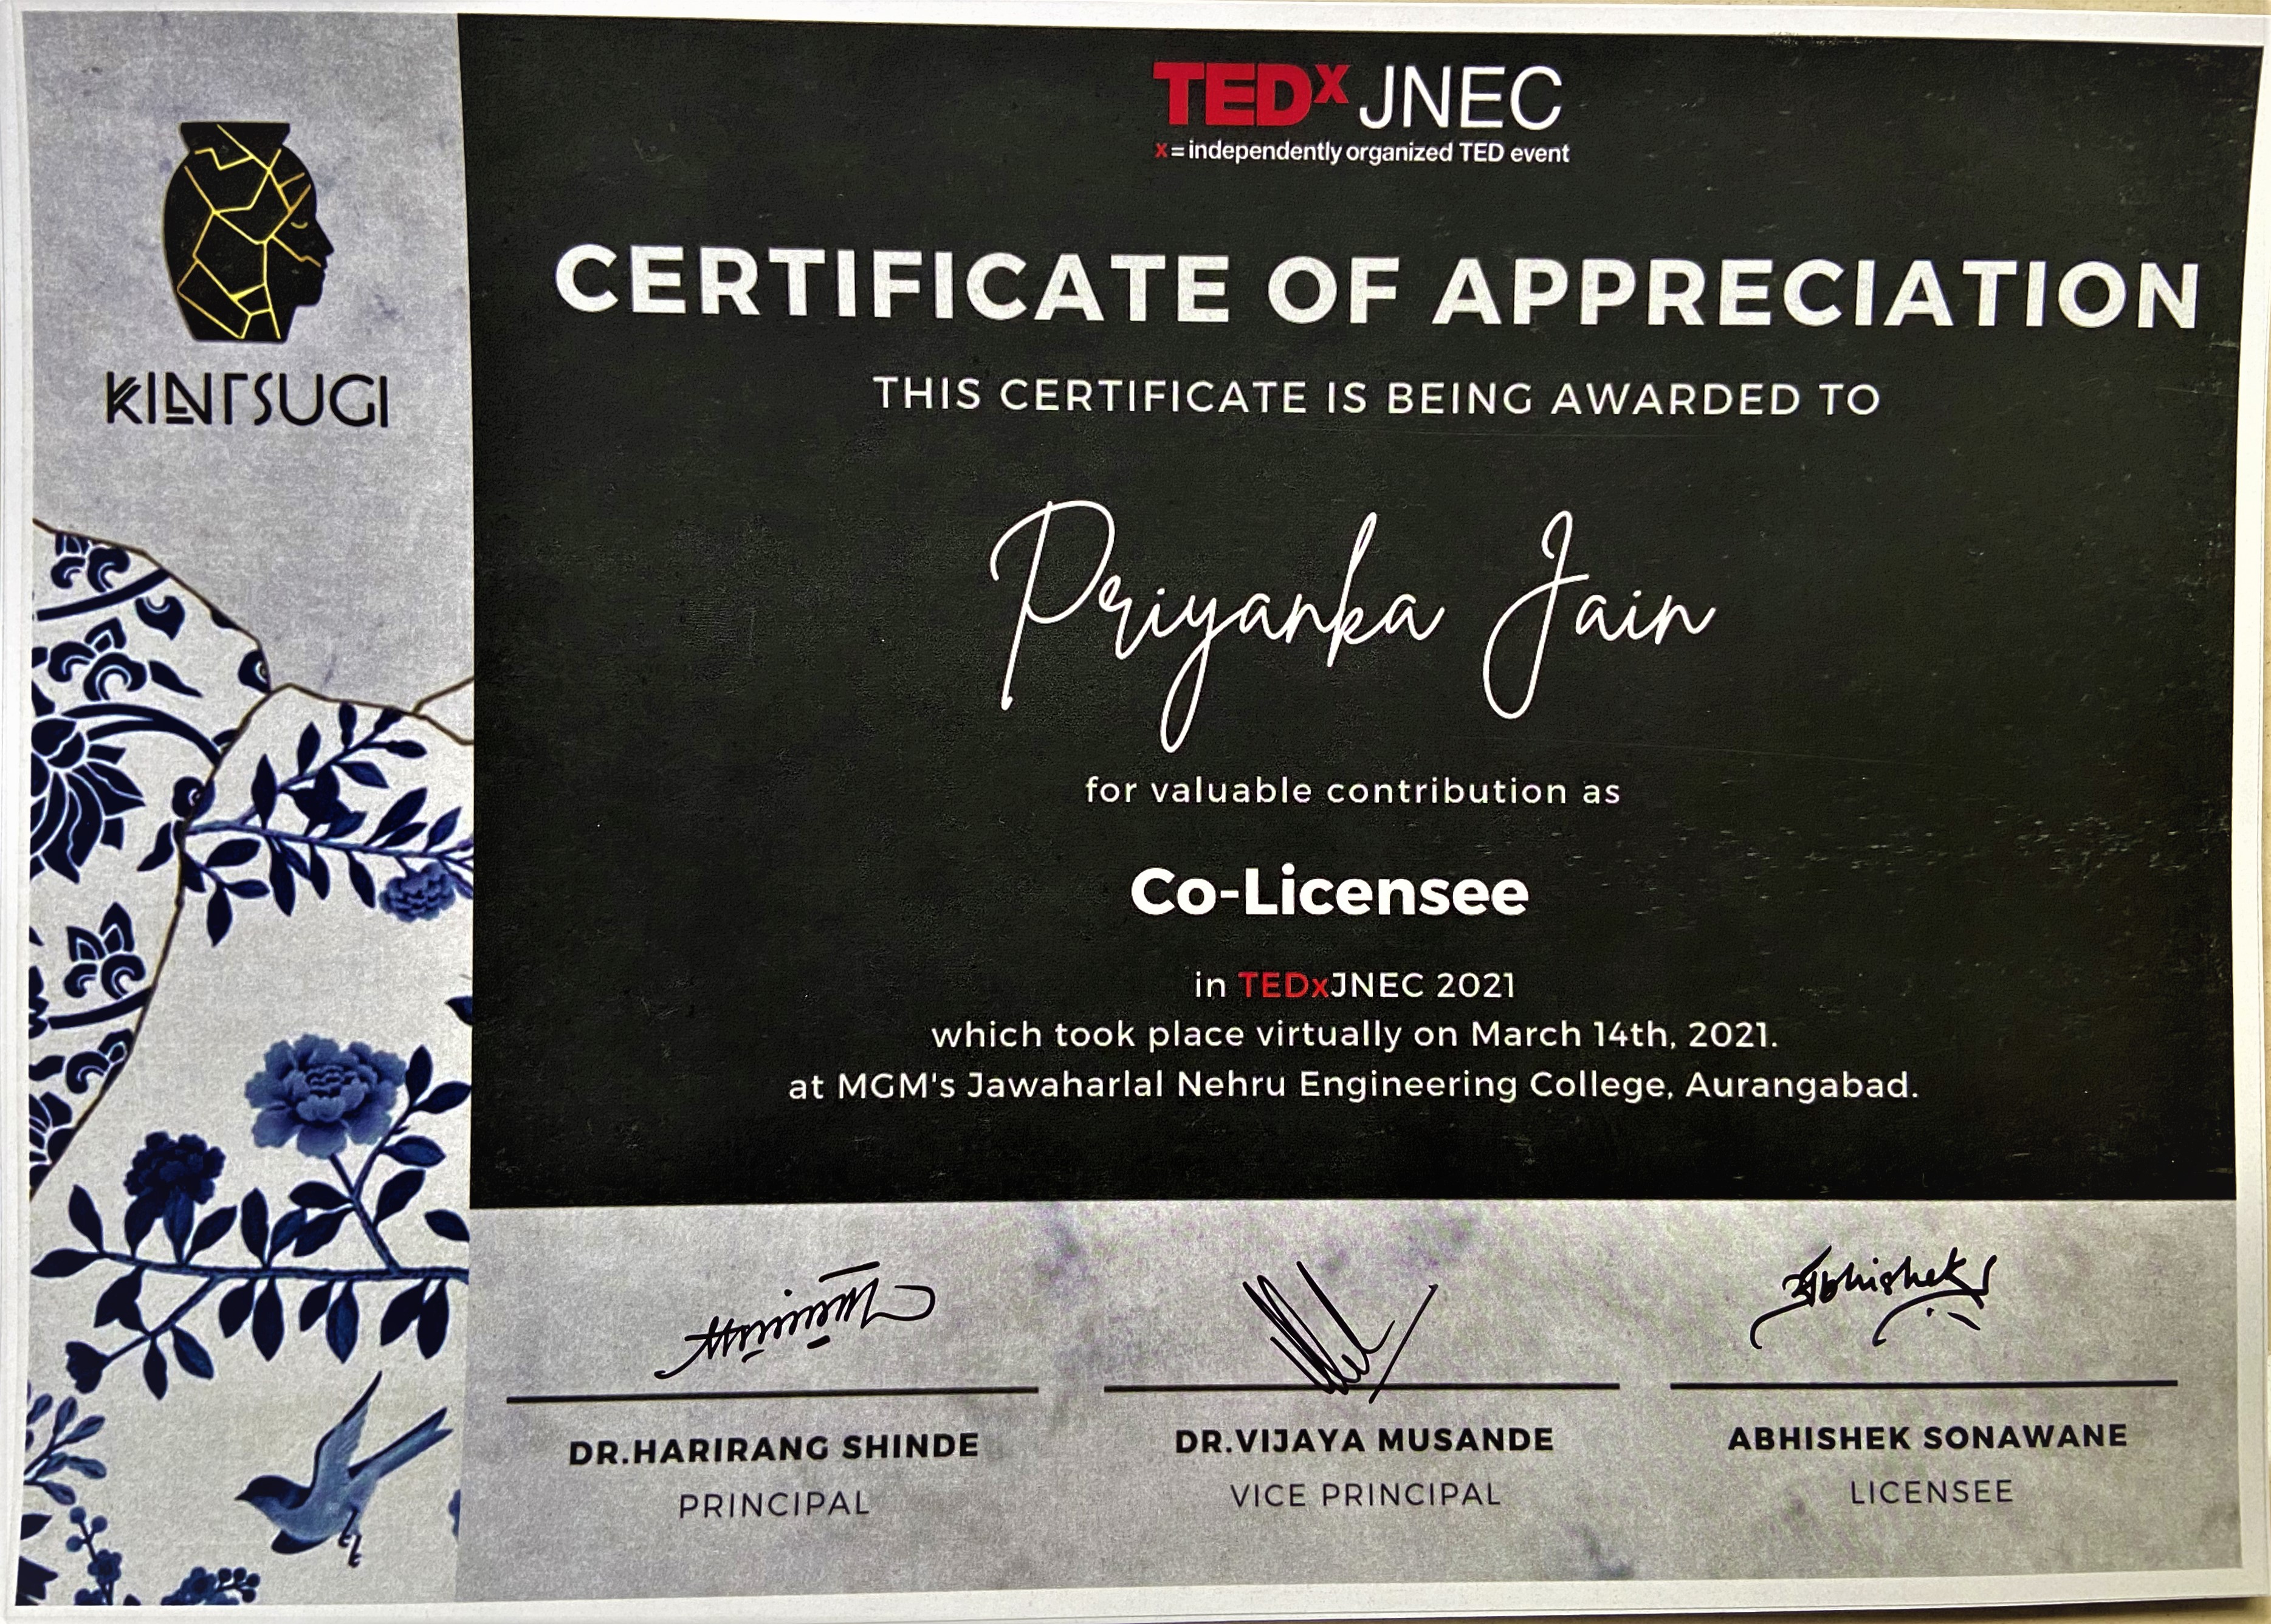 TEDx JNEC
x = independently organized TED event
KINTSUGI
CERTIFICATE OF APPRECIATION
THIS CERTIFICATE IS BEING AWARDED TO
Priyanka Jain
for valuable contribution as
Co-Licensee
in TEDxJNEC 2021
which took place virtually on March 14th, 2021.
at MGM's Jawaharlal Nehru Engineering College, Aurangabad.
Abhishek
DR.HARIRANG SHINDE
PRINCIPAL
DR.VIJAYA MUSANDE
VICE PRINCIPAL
ABHISHEK SONAWANE
LICENSEE